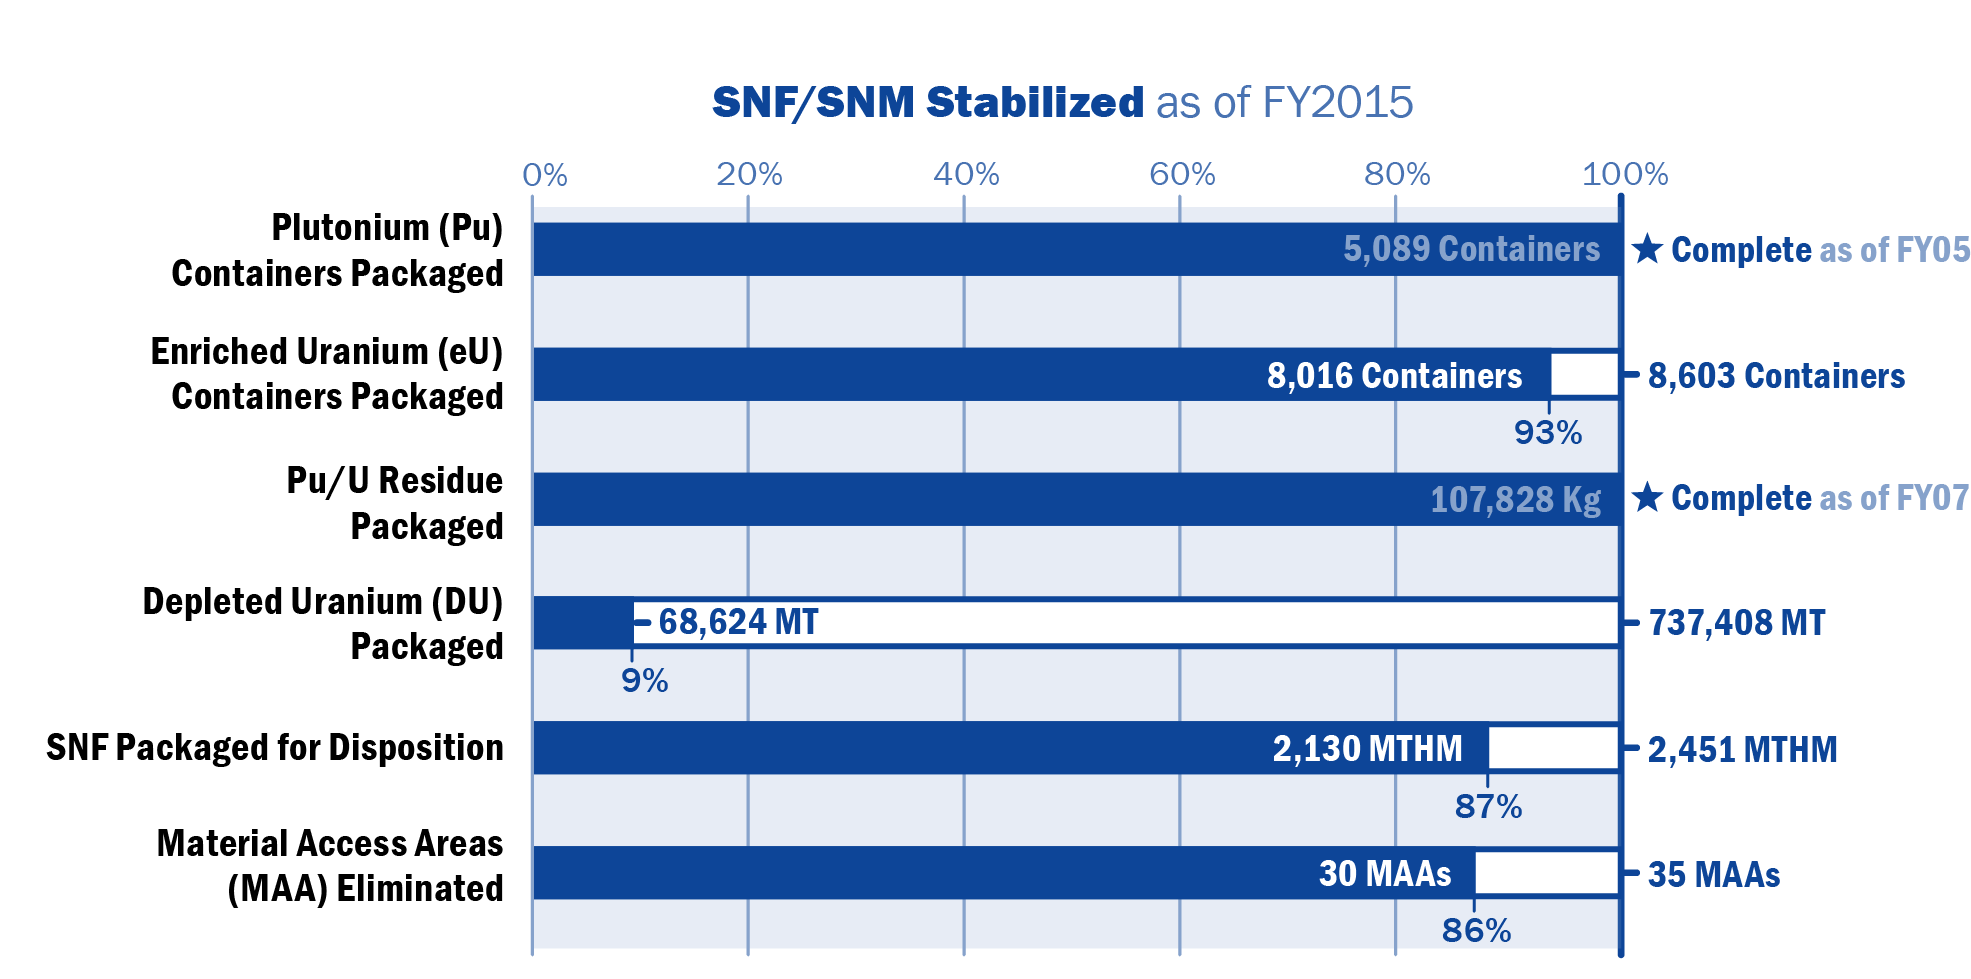 SNF/SNM Stabilized as of FY2015
0% 20% 40% 60% 80% 100%
Plutonium (Pu)
Containers Packaged
5,089 Containers
★ Complete as of FY05
Enriched Uranium (eU)
Containers Packaged
8,016 Containers
8,603 Containers
93%
Pu/U Residue
Packaged
107,828 Kg
★ Complete as of FY07
Depleted Uranium (DU)
Packaged
68,624 MT
737,408 MT
9%
SNF Packaged for Disposition
2,130 MTHM
2,451 MTHM
87%
Material Access Areas
(MAA) Eliminated
30 MAAs
35 MAAs
86%